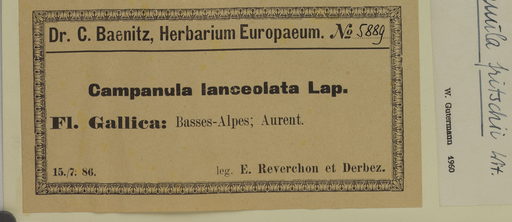 Dr. C. Baenitz, Herbarium Europaeum. No 5889
Campanula lanceolata Lap.
Fl. Gallica: Basses-Alpes; Aurent.
15./7. 86. leg. E. Reverchon et Derbez.
W. Gutermann 1960